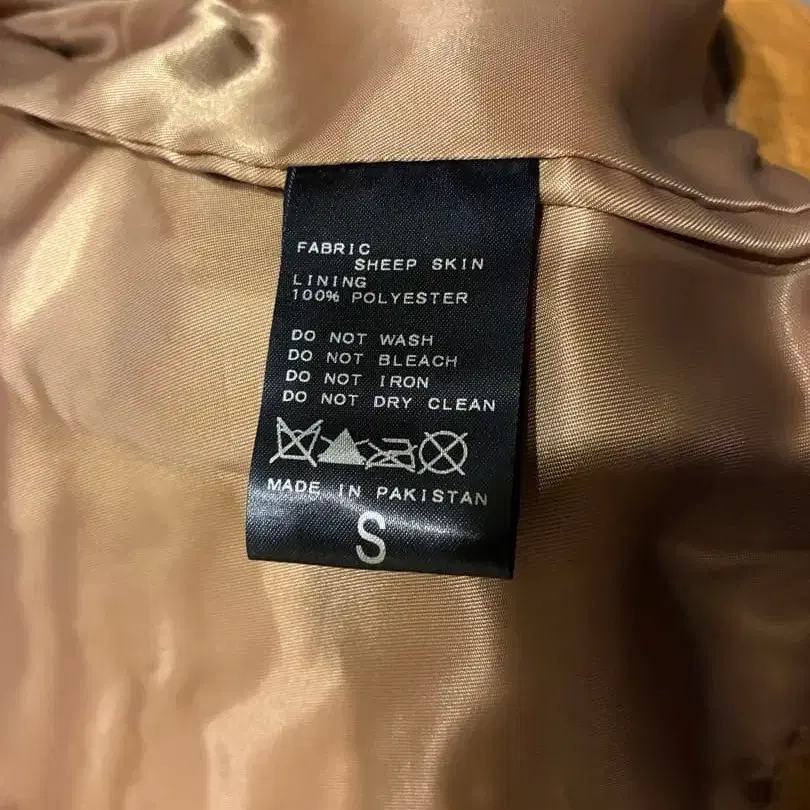 FABRIC
SHEEP SKIN
LINING
100% POLYESTER
DO NOT WASH
DO NOT BLEACH
DO NOT IRON
DO NOT DRY CLEAN
MADE IN PAKISTAN
S